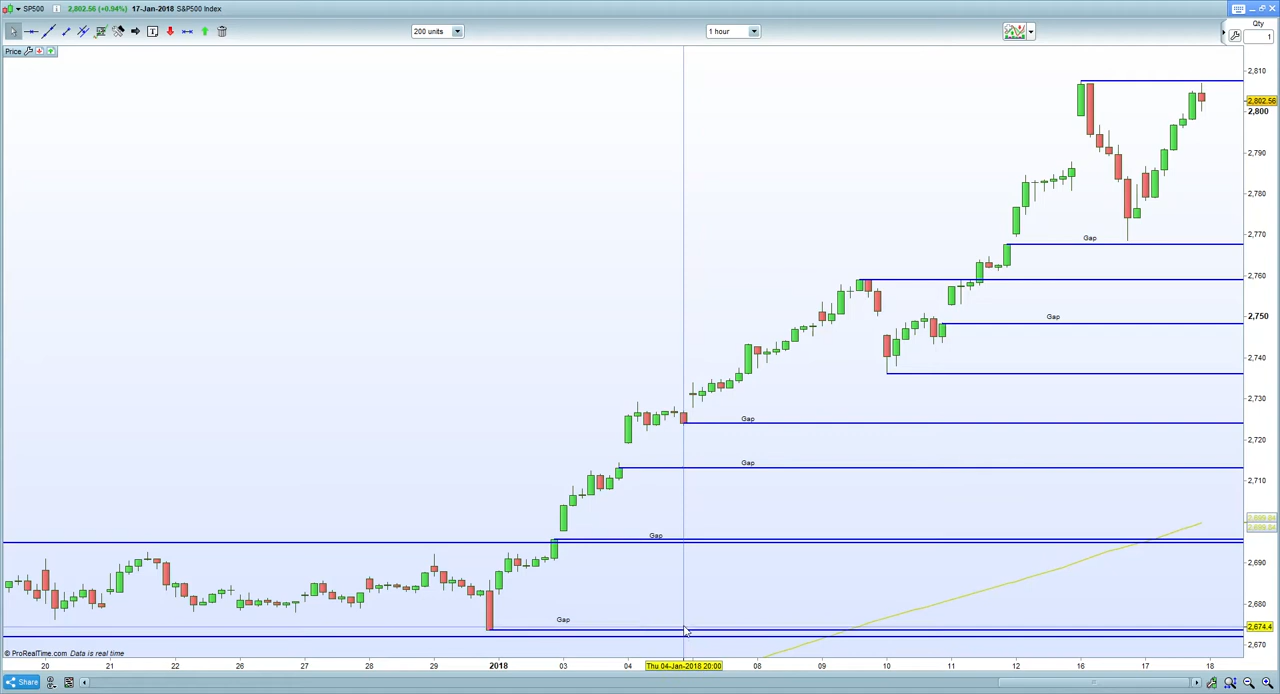 SP500 2,802.56 (+0.94%) 17-Jan-2018 S&P500 Index
200 units
1 hour
Qty
1
Price
2,810
2,802.56
2,800
2,790
2,780
2,770
Gap
2,760
Gap
2,750
2,740
2,730
Gap
2,720
Gap
2,710
Gap
2,690
2,680
Gap
2,674.4
2,670
© ProRealTime.com Data is real time
20 21 22 26 27 28 29 2018 03 04 Thu 04-Jan-2018 20:00 08 09 10 11 12 16 17 18
Share